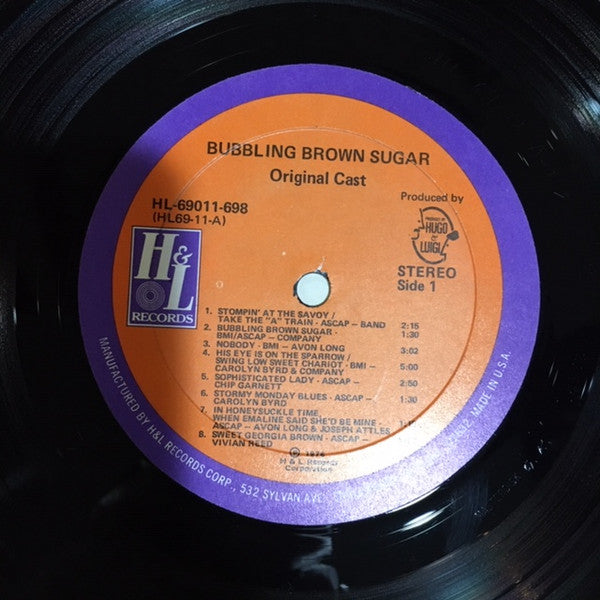 BUBBLING BROWN SUGAR
Original Cast
HL-69011-698
(HL69-11-A)
Produced by
HUGO
&
LUIGI
H&L
RECORDS
STEREO
Side 1
1. STOMPIN' AT THE SAVOY /
TAKE THE "A" TRAIN - ASCAP – BAND 2:15
2. BUBBLING BROWN SUGAR -
BMI/ASCAP – COMPANY 1:30
3. NOBODY - BMI – AVON LONG 3:02
4. HIS EYE IS ON THE SPARROW /
SWING LOW SWEET CHARIOT - BMI –
CAROLYN BYRD & COMPANY 5:00
5. SOPHISTICATED LADY - ASCAP –
CHIP GARNETT 2:50
6. STORMY MONDAY BLUES - ASCAP –
CAROLYN BYRD 1:30
7. IN HONEYSUCKLE TIME,
WHEN EMALINE SAID SHE'D BE MINE -
ASCAP – AVON LONG & JOSEPH ATTLES
8. SWEET GEORGIA BROWN - ASCAP –
VIVIAN REED
℗ 1976
H & L Records
Corporation
MANUFACTURED BY H&L RECORDS CORP., 532 SYLVAN AVE. MADE IN U.S.A.